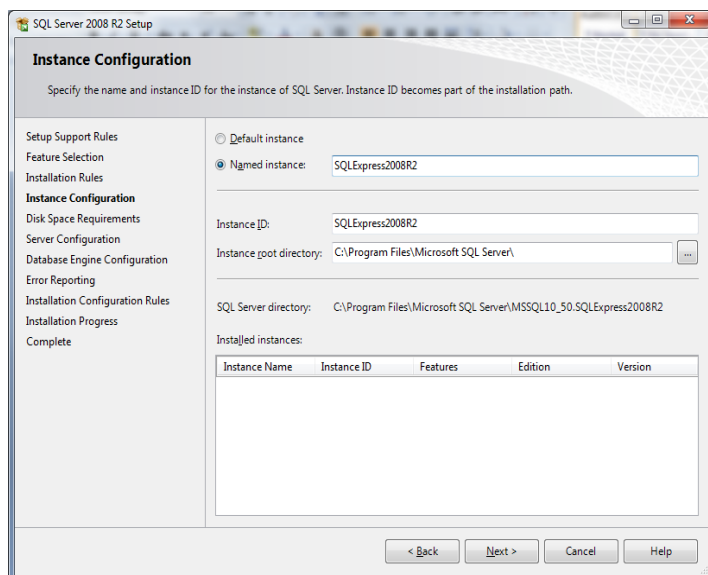 SQL Server 2008 R2 Setup
Instance Configuration
Specify the name and instance ID for the instance of SQL Server. Instance ID becomes part of the installation path.
Setup Support Rules
Feature Selection
Installation Rules
Instance Configuration
Disk Space Requirements
Server Configuration
Database Engine Configuration
Error Reporting
Installation Configuration Rules
Installation Progress
Complete
Default instance
Named instance: SQLExpress2008R2
Instance ID: SQLExpress2008R2
Instance root directory: C:\Program Files\Microsoft SQL Server\ ...
SQL Server directory: C:\Program Files\Microsoft SQL Server\MSSQL10_50.SQLExpress2008R2
Installed instances:
Instance Name Instance ID Features Edition Version
< Back Next > Cancel Help